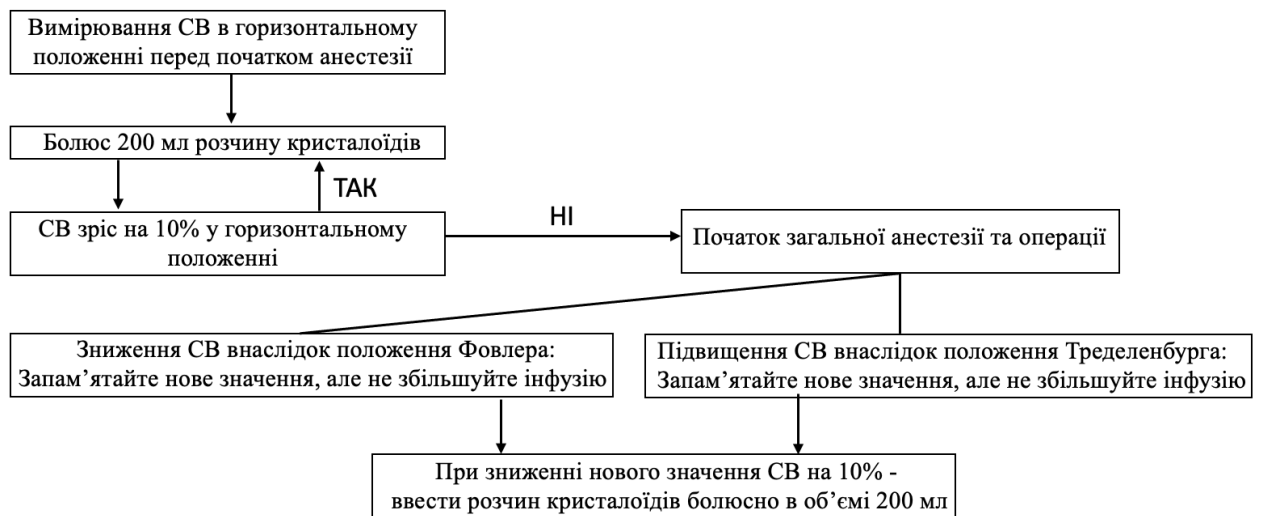 Вимірювання СВ в горизонтальному
положенні перед початком анестезії
Болюс 200 мл розчину кристалоїдів
ТАК
СВ зріс на 10% у горизонтальному
положенні
НІ
Початок загальної анестезії та операції
Зниження СВ внаслідок положення Фовлера:
Запам’ятайте нове значення, але не збільшуйте інфузію
Підвищення СВ внаслідок положення Тределенбурга:
Запам’ятайте нове значення, але не збільшуйте інфузію
При зниженні нового значення СВ на 10% -
ввести розчин кристалоїдів болюсно в об’ємі 200 мл